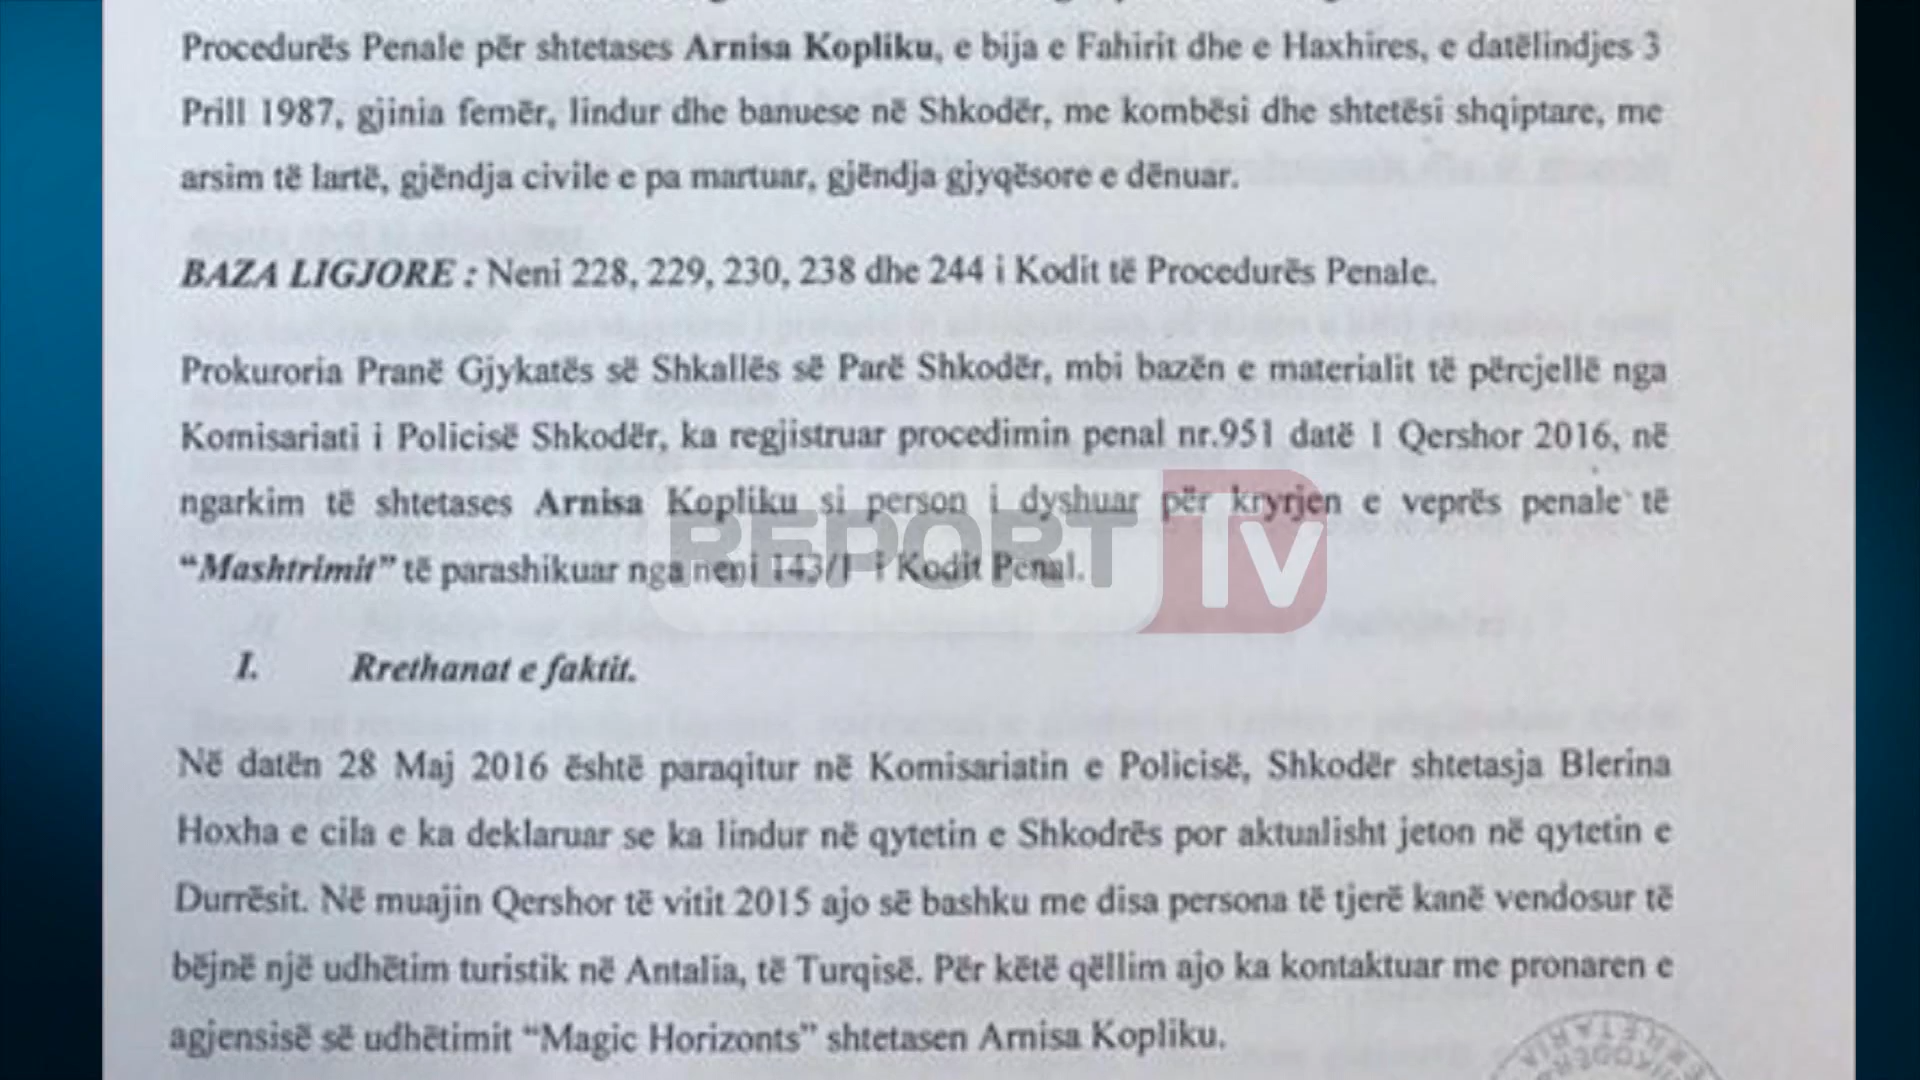 Procedurës Penale për shtetases Arnisa Kopliku, e bija e Fahirit dhe e Haxhires, e datëlindjes 3
Prill 1987, gjinia femër, lindur dhe banuese në Shkodër, me kombësi dhe shtetësi shqiptare, me
arsim të lartë, gjëndja civile e pa martuar, gjëndja gjyqësore e dënuar.
BAZA LIGJORE : Neni 228, 229, 230, 238 dhe 244 i Kodit të Procedurës Penale.
Prokuroria Pranë Gjykatës së Shkallës së Parë Shkodër, mbi bazën e materialit të përcjellë nga
Komisariati i Policisë Shkodër, ka regjistruar procedimin penal nr.951 datë 1 Qershor 2016, në
ngarkim të shtetases Arnisa Kopliku si person i dyshuar për kryrjen e veprës penale të
“Mashtrimit” të parashikuar nga neni 143/1 i Kodit Penal.
REPORT TV
I. Rrethanat e faktit.
Në datën 28 Maj 2016 është paraqitur në Komisariatin e Policisë, Shkodër shtetasja Blerina
Hoxha e cila e ka deklaruar se ka lindur në qytetin e Shkodrës por aktualisht jeton në qytetin e
Durrësit. Në muajin Qershor të vitit 2015 ajo së bashku me disa persona të tjerë kanë vendosur të
bëjnë një udhëtim turistik në Antalia, të Turqisë. Për këtë qëllim ajo ka kontaktuar me pronaren e
agjensisë së udhëtimit “Magic Horizonts” shtetasen Arnisa Kopliku.